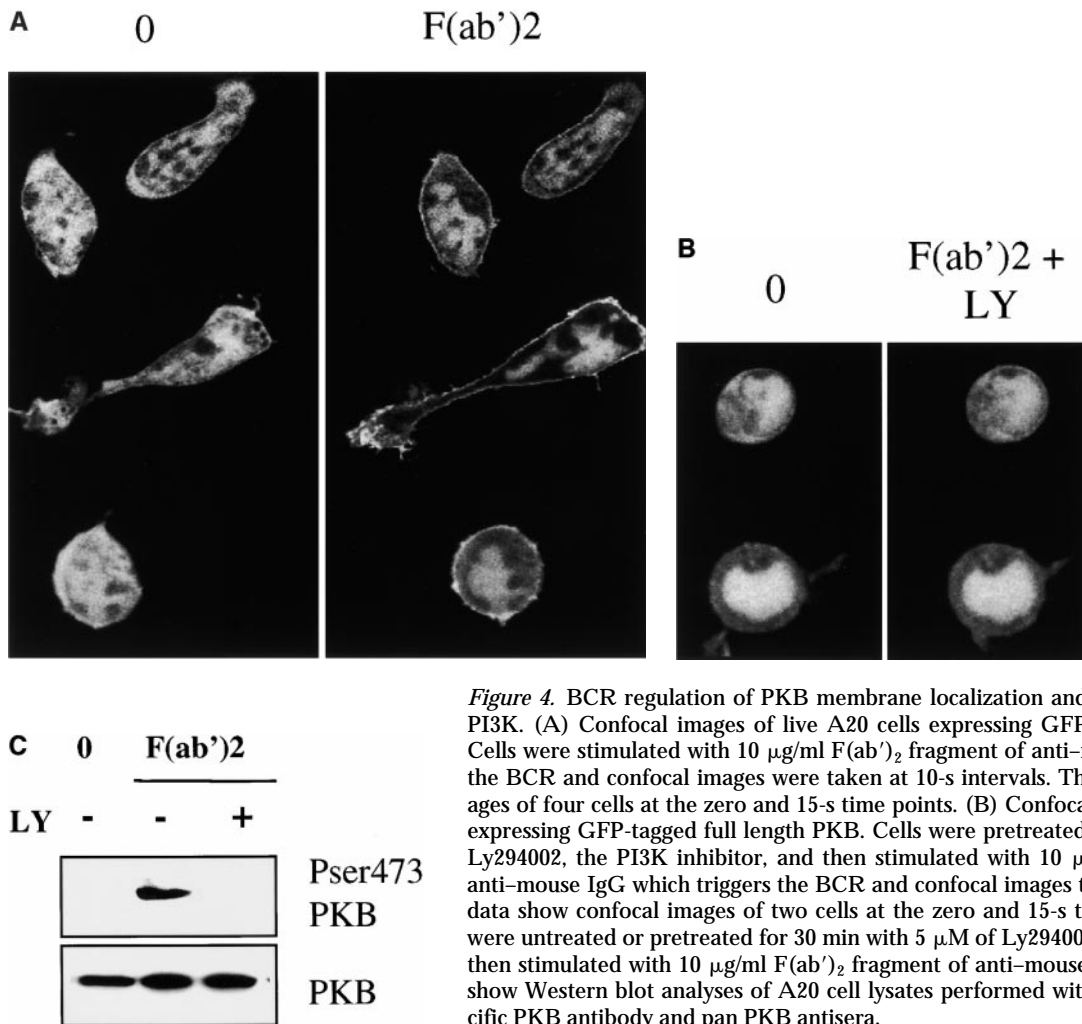 A 0 F(ab')2
B 0 F(ab')2 +
LY
C 0 F(ab')2
LY - - +
Pser473
PKB
PKB
Figure 4. BCR regulation of PKB membrane localization and
PI3K. (A) Confocal images of live A20 cells expressing GFP
Cells were stimulated with 10 μg/ml F(ab′)₂ fragment of anti–
the BCR and confocal images were taken at 10-s intervals. Th
ages of four cells at the zero and 15-s time points. (B) Confoca
expressing GFP-tagged full length PKB. Cells were pretreated
Ly294002, the PI3K inhibitor, and then stimulated with 10 μ
anti–mouse IgG which triggers the BCR and confocal images t
data show confocal images of two cells at the zero and 15-s t
were untreated or pretreated for 30 min with 5 μM of Ly29400
then stimulated with 10 μg/ml F(ab′)₂ fragment of anti–mouse
show Western blot analyses of A20 cell lysates performed wit
cific PKB antibody and pan PKB antisera.